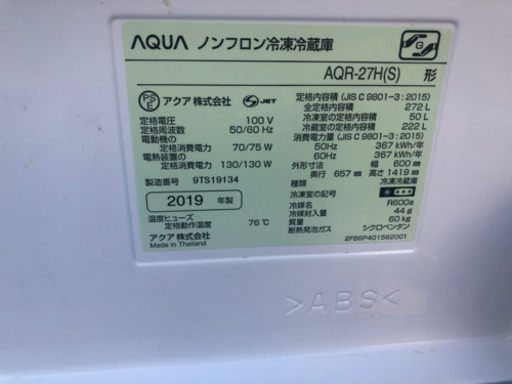 AQUA ノンフロン冷凍冷蔵庫
AQR-27H(S) 形
PS
E
アクア株式会社
JET
定格電圧 100 V
定格周波数 50/60 Hz
電動機の
定格消費電力 70/75 W
電熱装置の
定格消費電力 130/130 W
製造番号 9TS19134
2019 年製
温度ヒューズ
定格動作温度 76℃
アクア株式会社
Made in Thailand
定格内容積 (JIS C 9801-3 : 2015)
全定格内容積 272 L
冷凍室の定格内容積 50 L
冷蔵室の定格内容積 222 L
消費電力量 (JIS C 9801-3 : 2015)
50Hz 367 kWh/年
60Hz 367 kWh/年
外形寸法 幅 600 ㎜
奥行 657 ㎜ 高さ 1419 ㎜
種類 冷凍冷蔵庫
冷凍室の記号
冷媒名 R600a
冷媒封入量 44 g
質量 60 kg
断熱発泡ガス シクロペンタン
2FB6P401562001
>ABS<